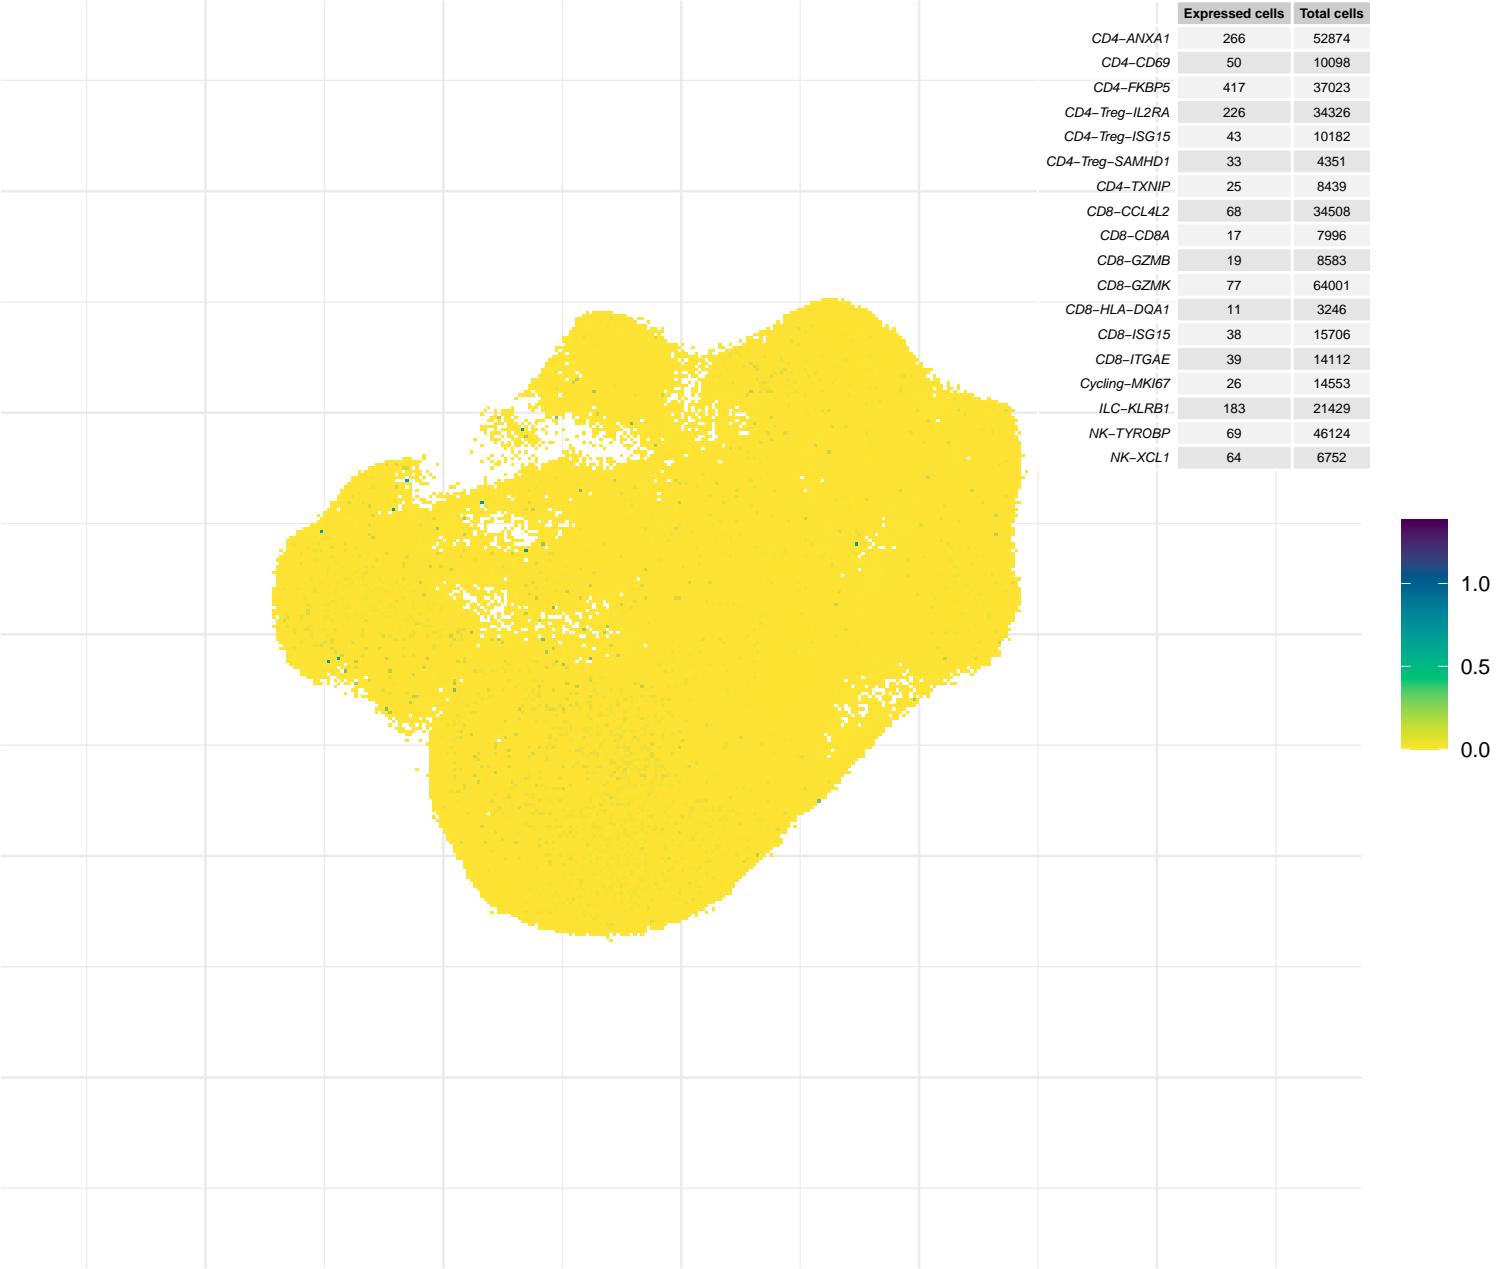 Expressed cells Total cells
CD4−ANXA1 266 52874
CD4−CD69 50 10098
CD4−FKBP5 417 37023
CD4−Treg−IL2RA 226 34326
CD4−Treg−ISG15 43 10182
CD4−Treg−SAMHD1 33 4351
CD4−TXNIP 25 8439
CD8−CCL4L2 68 34508
CD8−CD8A 17 7996
CD8−GZMB 19 8583
CD8−GZMK 77 64001
CD8−HLA−DQA1 11 3246
CD8−ISG15 38 15706
CD8−ITGAE 39 14112
Cycling−MKI67 26 14553
ILC−KLRB1 183 21429
NK−TYROBP 69 46124
NK−XCL1 64 6752
1.0
0.5
0.0